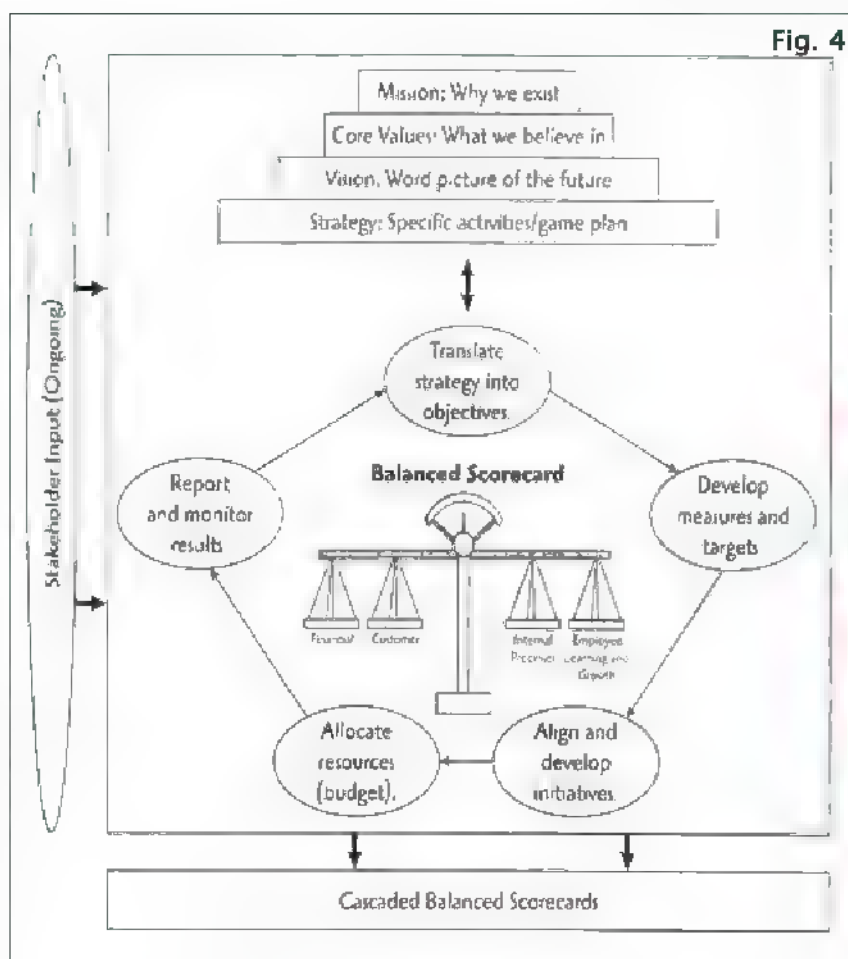 Fig. 4
Mission: Why we exist
Core Values: What we believe in
Vision: Word picture of the future
Strategy: Specific activities/game plan
Stakeholder Input (Ongoing)
Translate
strategy into
objectives.
Balanced Scorecard
Report
and monitor
results
Develop
measures and
targets
Financial
Customer
Internal
Processes
Employee
Learning and
Growth
Allocate
resources
(budget).
Align and
develop
initiatives.
Cascaded Balanced Scorecards